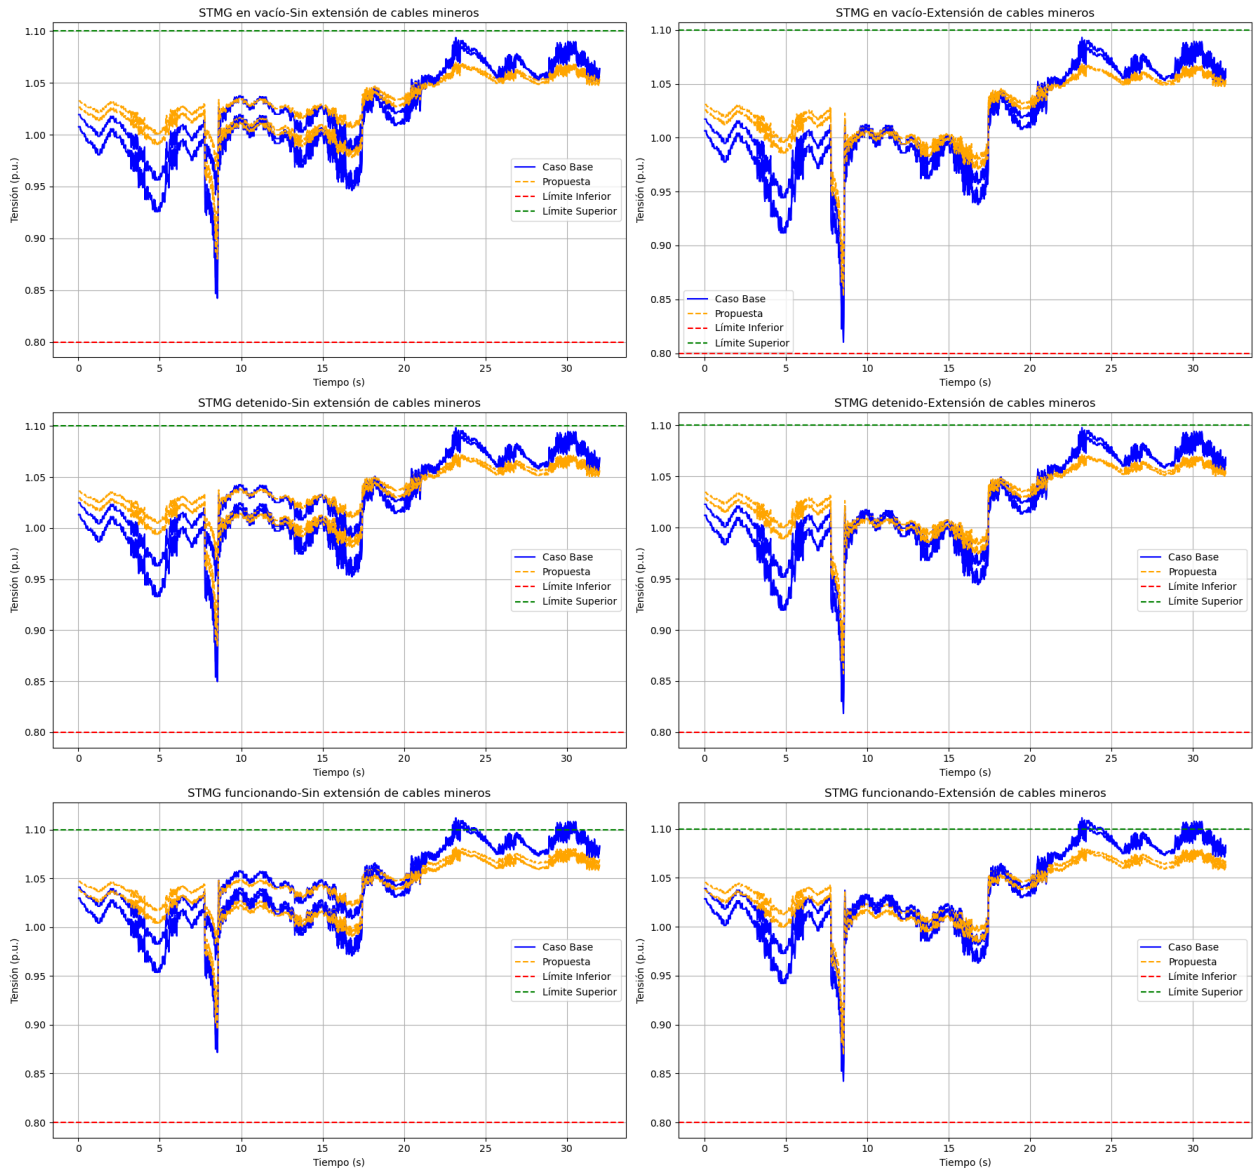 STMG en vacío-Sin extensión de cables mineros
1.10
1.05
1.00
0.95
0.90
0.85
0.80
Tensión (p.u.)
Caso Base
Propuesta
Límite Inferior
Límite Superior
0 5 10 15 20 25 30
Tiempo (s)
STMG en vacío-Extensión de cables mineros
1.10
1.05
1.00
0.95
0.90
0.85
0.80
Tensión (p.u.)
Caso Base
Propuesta
Límite Inferior
Límite Superior
0 5 10 15 20 25 30
Tiempo (s)
STMG detenido-Sin extensión de cables mineros
1.10
1.05
1.00
0.95
0.90
0.85
0.80
Tensión (p.u.)
Caso Base
Propuesta
Límite Inferior
Límite Superior
0 5 10 15 20 25 30
Tiempo (s)
STMG detenido-Extensión de cables mineros
1.10
1.05
1.00
0.95
0.90
0.85
0.80
Tensión (p.u.)
Caso Base
Propuesta
Límite Inferior
Límite Superior
0 5 10 15 20 25 30
Tiempo (s)
STMG funcionando-Sin extensión de cables mineros
1.10
1.05
1.00
0.95
0.90
0.85
0.80
Tensión (p.u.)
Caso Base
Propuesta
Límite Inferior
Límite Superior
0 5 10 15 20 25 30
Tiempo (s)
STMG funcionando-Extensión de cables mineros
1.10
1.05
1.00
0.95
0.90
0.85
0.80
Tensión (p.u.)
Caso Base
Propuesta
Límite Inferior
Límite Superior
0 5 10 15 20 25 30
Tiempo (s)